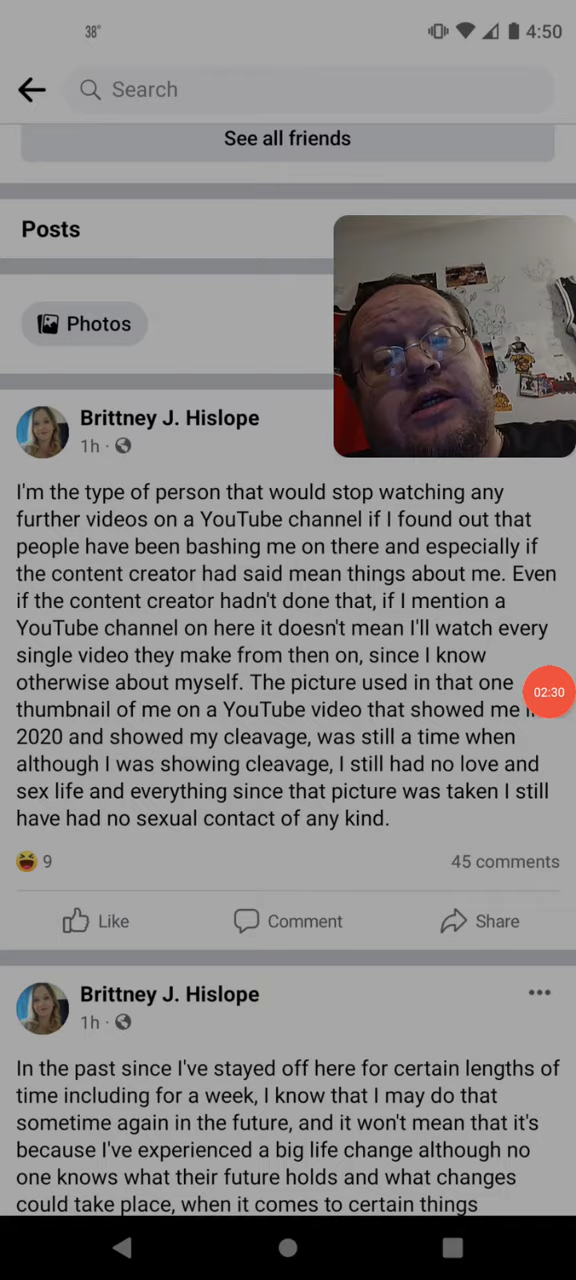 38°
4:50
Search
See all friends
Posts
Photos
Brittney J. Hislope
1h ·
I'm the type of person that would stop watching any
further videos on a YouTube channel if I found out that
people have been bashing me on there and especially if
the content creator had said mean things about me. Even
if the content creator hadn't done that, if I mention a
YouTube channel on here it doesn't mean I'll watch every
single video they make from then on, since I know
otherwise about myself. The picture used in that one
02:30
thumbnail of me on a YouTube video that showed me
2020 and showed my cleavage, was still a time when
although I was showing cleavage, I still had no love and
sex life and everything since that picture was taken I still
have had no sexual contact of any kind.
9
45 comments
Like
Comment
Share
Brittney J. Hislope
1h ·
In the past since I've stayed off here for certain lengths of
time including for a week, I know that I may do that
sometime again in the future, and it won't mean that it's
because I've experienced a big life change although no
one knows what their future holds and what changes
could take place, when it comes to certain things